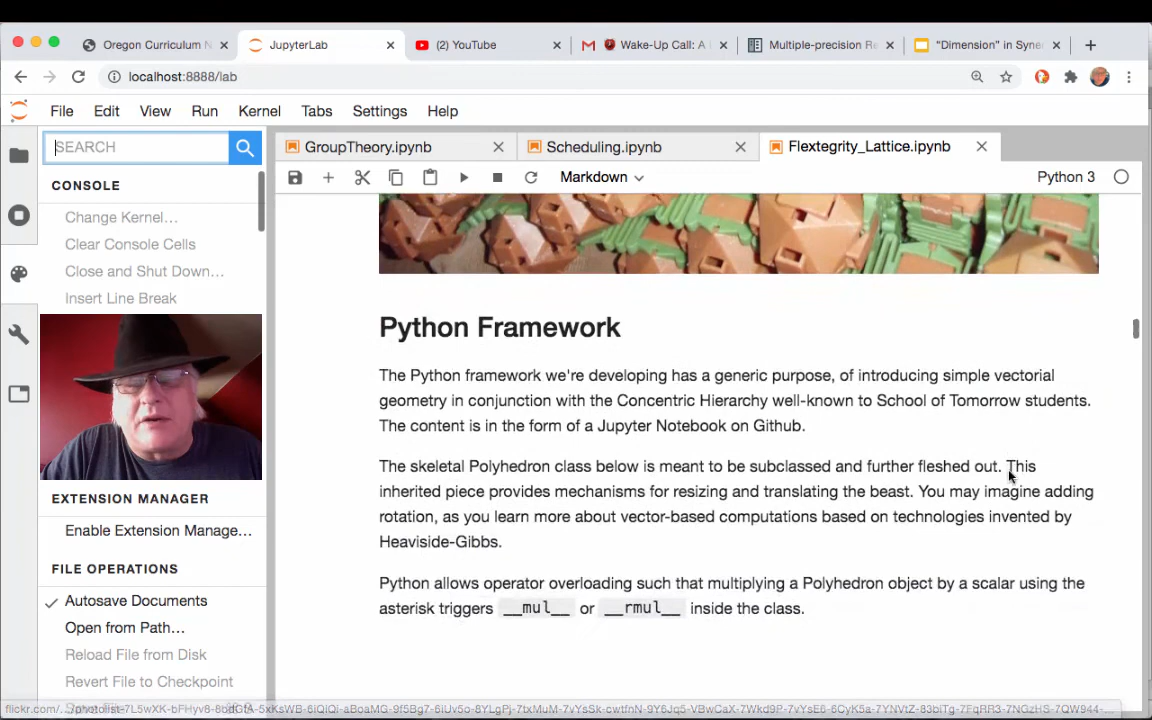 Oregon Curriculum N
JupyterLab
(2) YouTube
Wake-Up Call: A
Multiple-precision Re
"Dimension" in Syne
localhost:8888/lab
File Edit View Run Kernel Tabs Settings Help
SEARCH
GroupTheory.ipynb
Scheduling.ipynb
Flextegrity_Lattice.ipynb
Markdown
Python 3
CONSOLE
Change Kernel…
Clear Console Cells
Close and Shut Down…
Insert Line Break
EXTENSION MANAGER
Enable Extension Manage…
FILE OPERATIONS
Autosave Documents
Open from Path…
Reload File from Disk
Revert File to Checkpoint
Python Framework
The Python framework we're developing has a generic purpose, of introducing simple vectorial
geometry in conjunction with the Concentric Hierarchy well-known to School of Tomorrow students.
The content is in the form of a Jupyter Notebook on Github.
The skeletal Polyhedron class below is meant to be subclassed and further fleshed out. This
inherited piece provides mechanisms for resizing and translating the beast. You may imagine adding
rotation, as you learn more about vector-based computations based on technologies invented by
Heaviside-Gibbs.
Python allows operator overloading such that multiplying a Polyhedron object by a scalar using the
asterisk triggers __mul__ or __rmul__ inside the class.